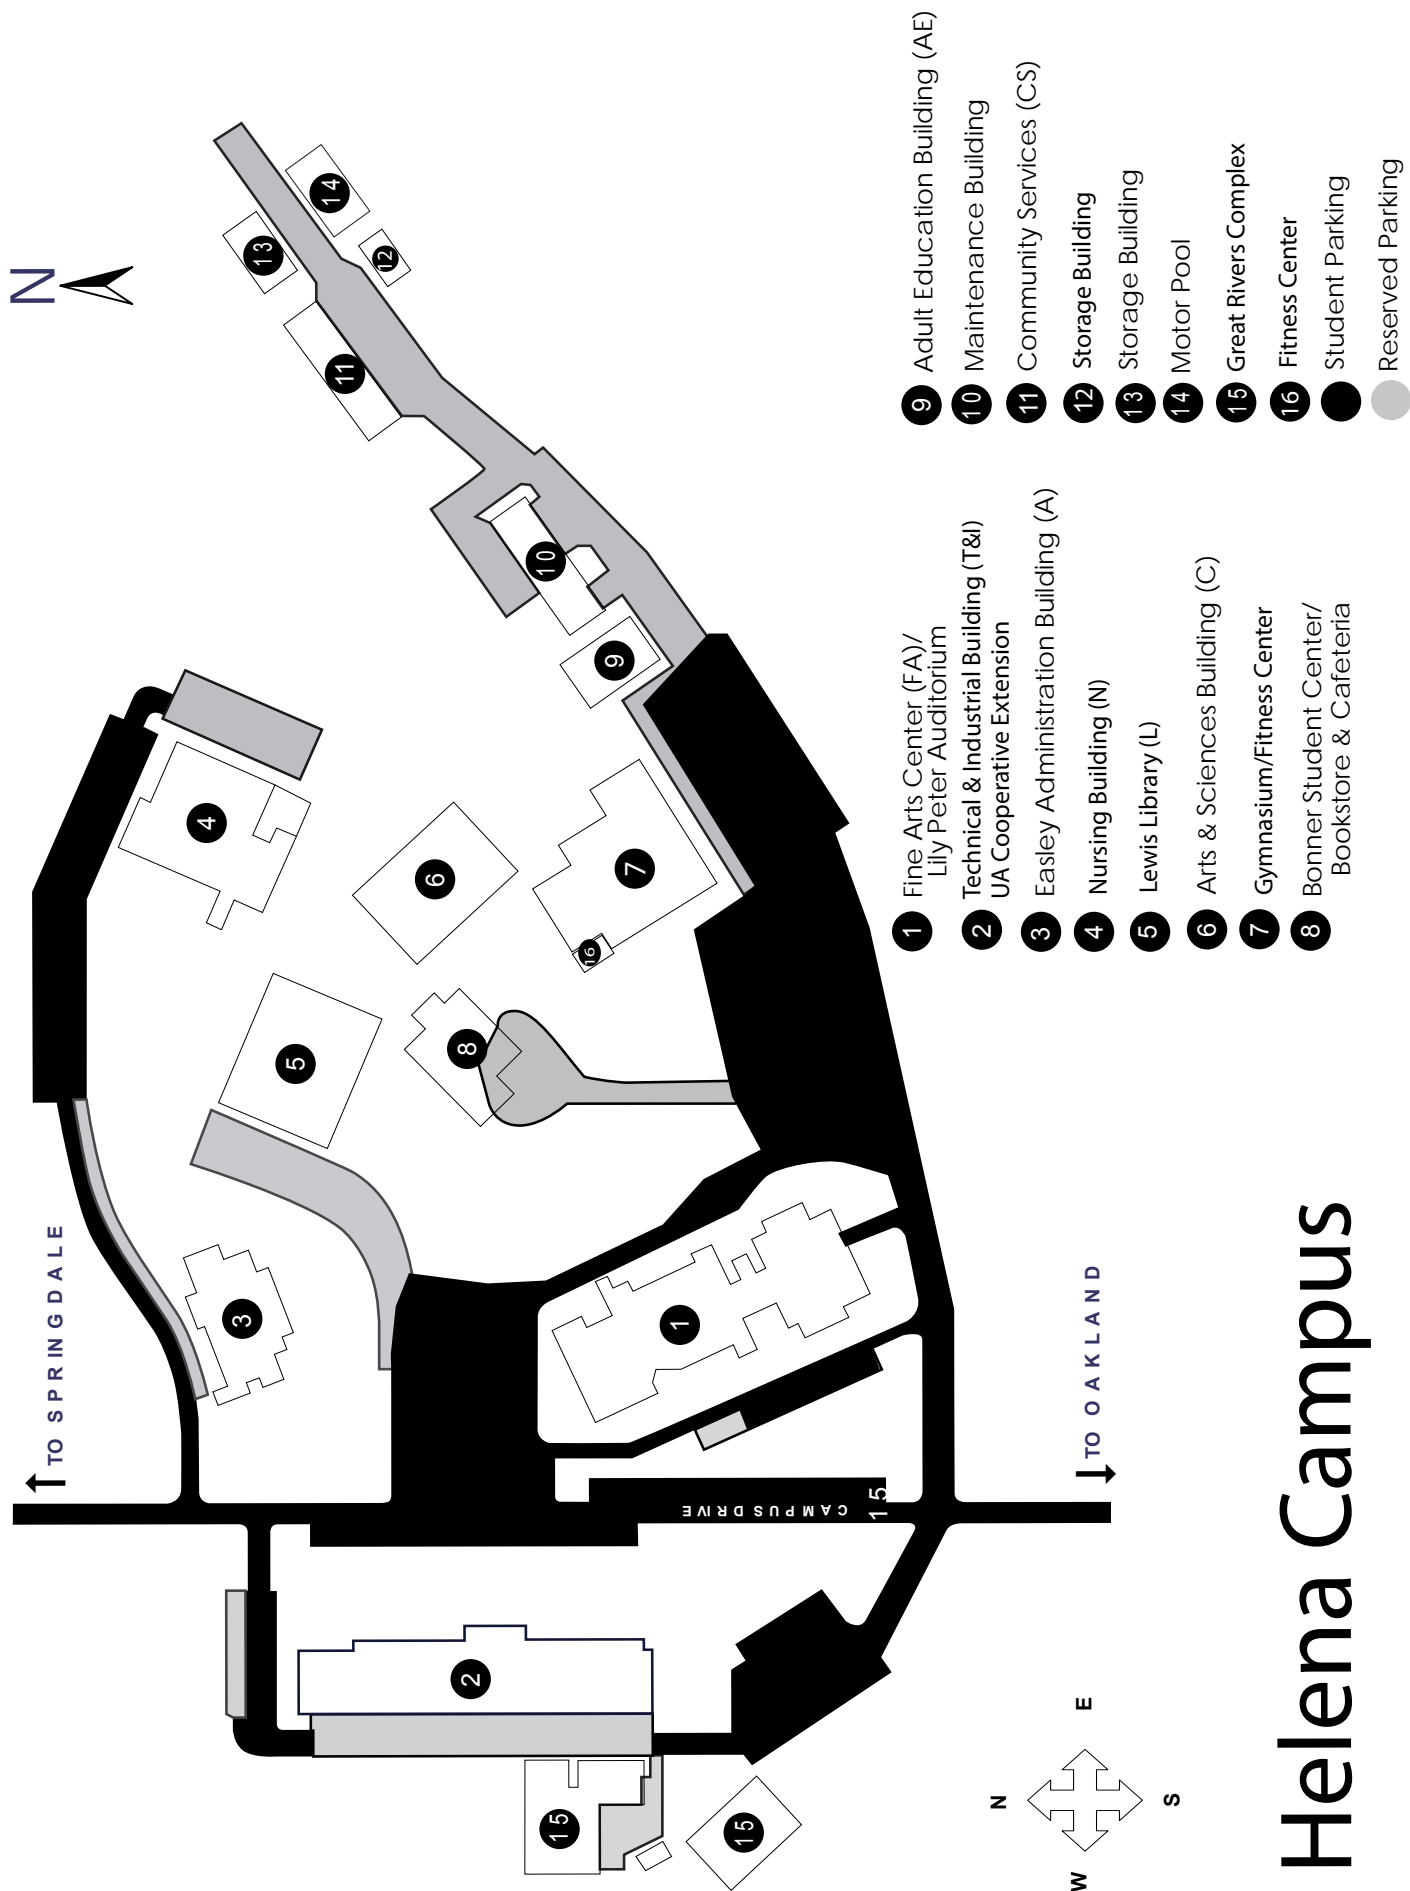 N
TO SPRINGDALE
13
14
12
11
10
9
4
6
7
16
5
8
3
1
CAMPUS DRIVE
15
TO OAKLAND
2
15
15
N
W
E
S
Helena Campus
1 Fine Arts Center (FA)/
Lily Peter Auditorium
2 Technical & Industrial Building (T&I)
UA Cooperative Extension
3 Easley Administration Building (A)
4 Nursing Building (N)
5 Lewis Library (L)
6 Arts & Sciences Building (C)
7 Gymnasium/Fitness Center
8 Bonner Student Center/
Bookstore & Cafeteria
9 Adult Education Building (AE)
10 Maintenance Building
11 Community Services (CS)
12 Storage Building
13 Storage Building
14 Motor Pool
15 Great Rivers Complex
16 Fitness Center
Student Parking
Reserved Parking